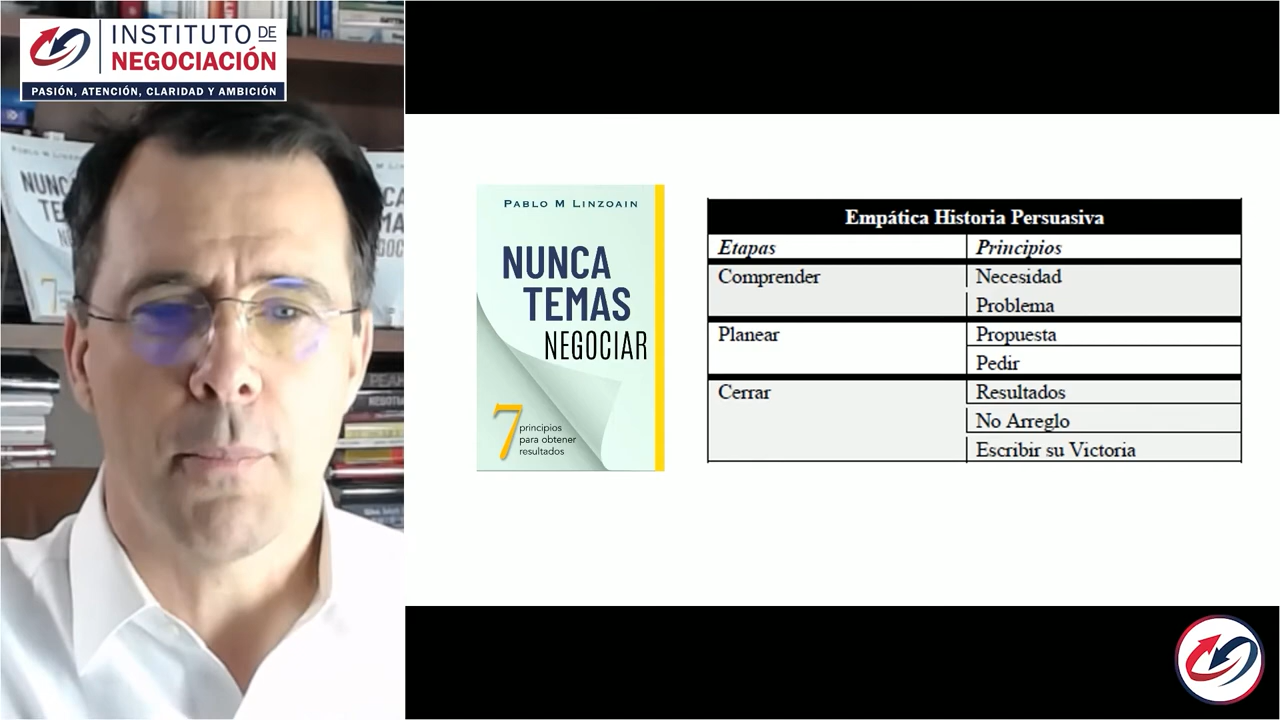 INSTITUTO DE
NEGOCIACIÓN
PASIÓN, ATENCIÓN, CLARIDAD Y AMBICIÓN
PABLO M LINZOAIN
NUNCA
TEMAS
NEGOCIAR
7
principios
para obtener
resultados
Empática Historia Persuasiva
Etapas Principios
Comprender Necesidad
Problema
Planear Propuesta
Pedir
Cerrar Resultados
No Arreglo
Escribir su Victoria